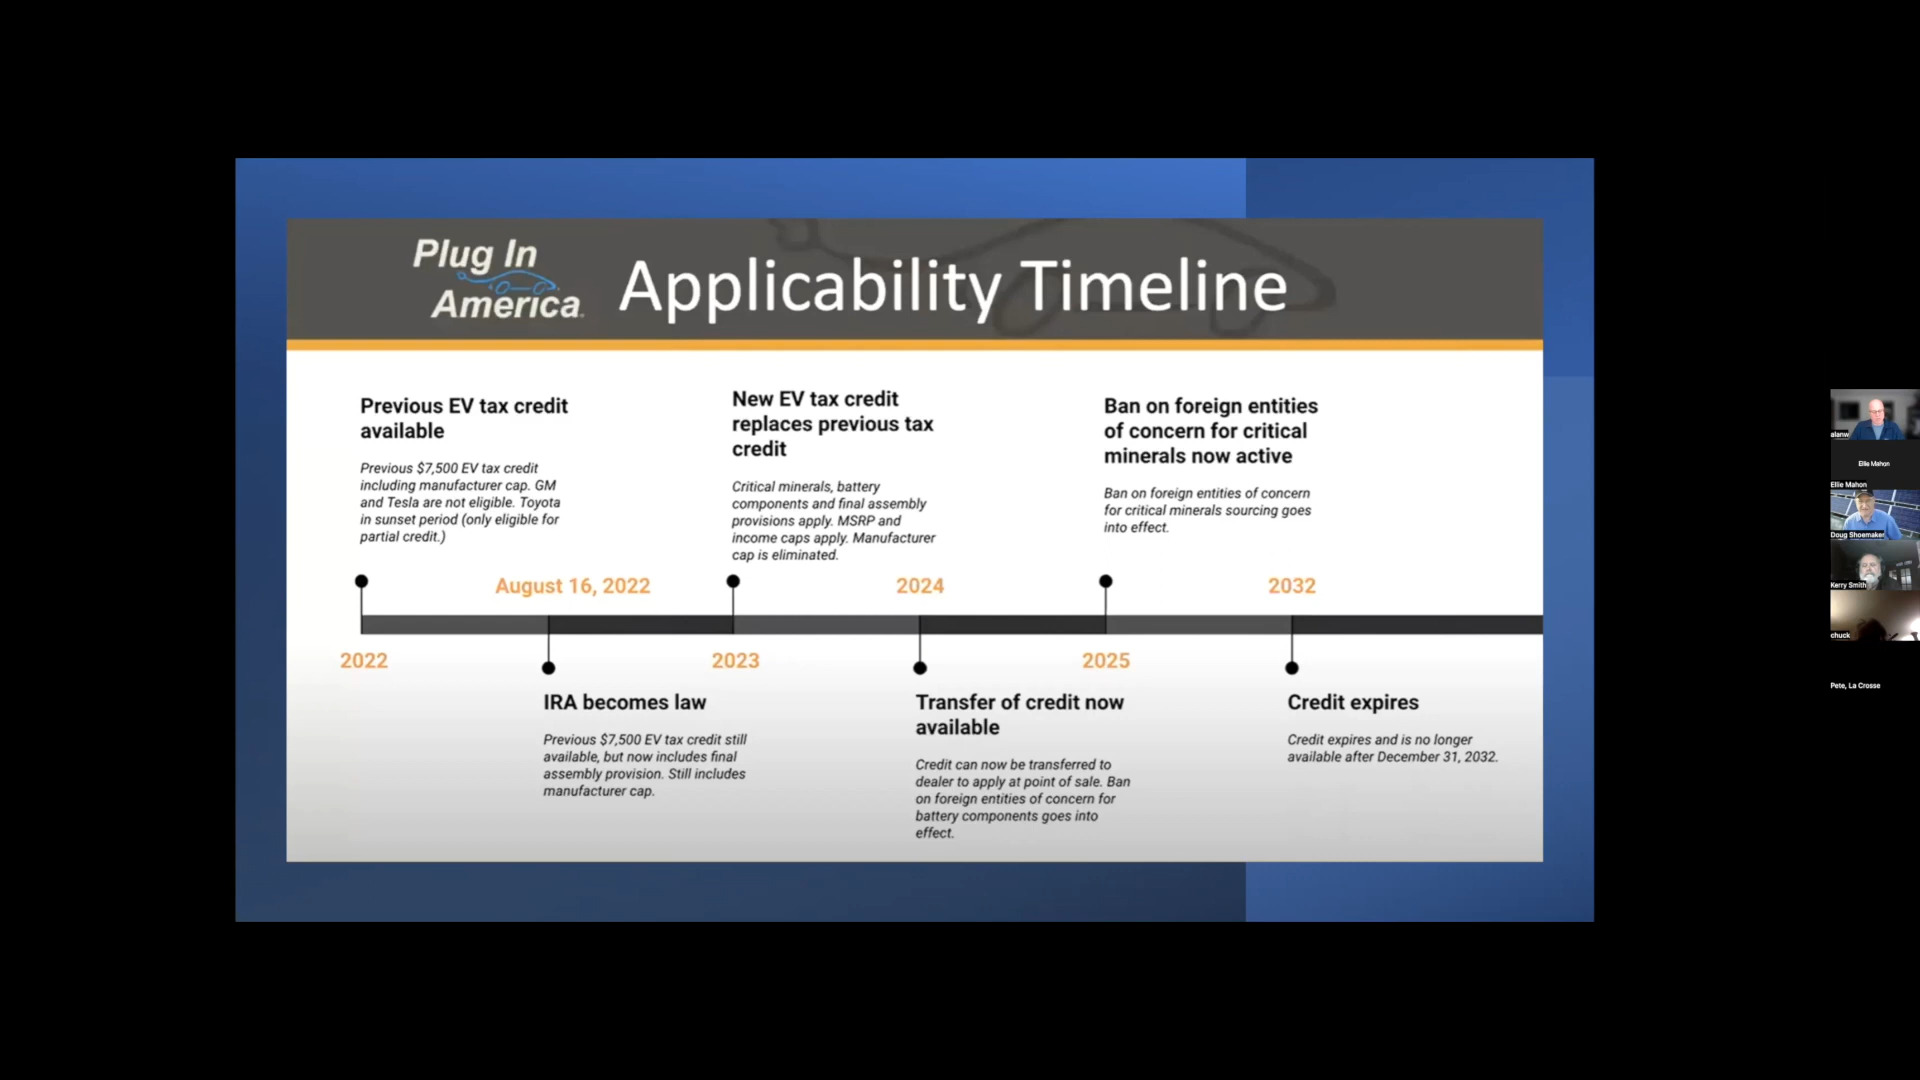 Plug In
America
Applicability Timeline
Previous EV tax credit
available
Previous $7,500 EV tax credit
including manufacturer cap. GM
and Tesla are not eligible. Toyota
in sunset period (only eligible for
partial credit.)
New EV tax credit
replaces previous tax
credit
Critical minerals, battery
components and final assembly
provisions apply. MSRP and
income caps apply. Manufacturer
cap is eliminated.
Ban on foreign entities
of concern for critical
minerals now active
Ban on foreign entities of concern
for critical minerals sourcing goes
into effect.
August 16, 2022
2024
2032
2022
2023
2025
IRA becomes law
Previous $7,500 EV tax credit still
available, but now includes final
assembly provision. Still includes
manufacturer cap.
Transfer of credit now
available
Credit can now be transferred to
dealer to apply at point of sale. Ban
on foreign entities of concern for
battery components goes into
effect.
Credit expires
Credit expires and is no longer
available after December 31, 2032.
alanw
Ellie Mahon
Ellie Mahon
Doug Shoemaker
Kerry Smith
chuck
Pete, La Crosse